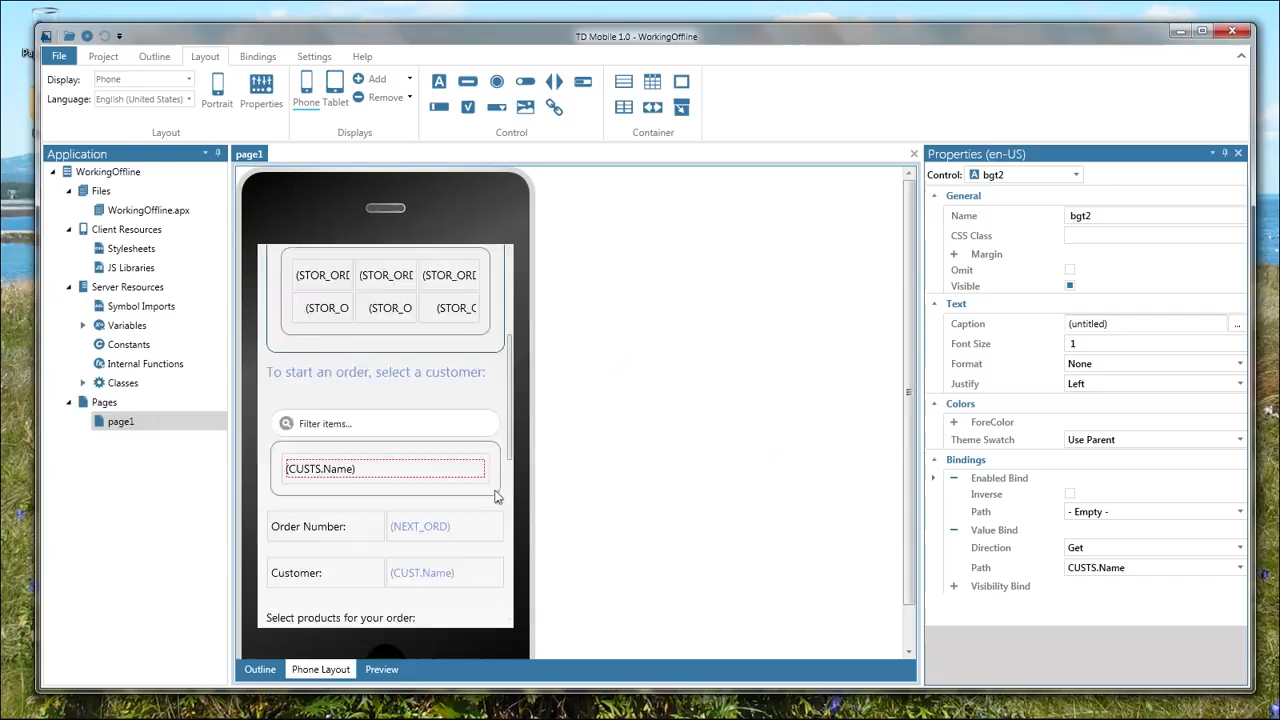 TD Mobile 1.0 - WorkingOffline
File Project Outline Layout Bindings Settings Help
Display: Phone
Language: English (United States)
Portrait Properties
Phone Tablet
Add
Remove
Layout Displays Control Container
Application
WorkingOffline
Files
WorkingOffline.apx
Client Resources
Stylesheets
JS Libraries
Server Resources
Symbol Imports
Variables
Constants
Internal Functions
Classes
Pages
page1
page1
(STOR_ORD (STOR_ORD (STOR_ORD
(STOR_O (STOR_O (STOR_O
To start an order, select a customer:
Filter items...
(CUSTS.Name)
Order Number: (NEXT_ORD)
Customer: (CUST.Name)
Select products for your order:
Outline Phone Layout Preview
Properties (en-US)
Control: A bgt2
General
Name bgt2
CSS Class
Margin
Omit
Visible
Text
Caption (untitled) ...
Font Size 1
Format None
Justify Left
Colors
ForeColor
Theme Swatch Use Parent
Bindings
Enabled Bind
Inverse
Path - Empty -
Value Bind
Direction Get
Path CUSTS.Name
Visibility Bind